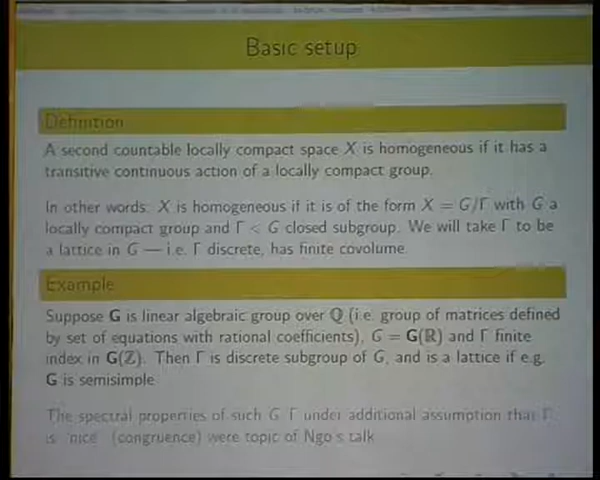 Basic setup
Definition
A second countable locally compact space X is homogeneous if it has a
transitive continuous action of a locally compact group.
In other words: X is homogeneous if it is of the form X = G/Γ with G a
locally compact group and Γ < G closed subgroup. We will take Γ to be
a lattice in G — i.e. Γ discrete, has finite covolume.
Example
Suppose G is linear algebraic group over ℚ (i.e. group of matrices defined
by set of equations with rational coefficients), G = G(ℝ) and Γ finite
index in G(ℤ). Then Γ is discrete subgroup of G, and is a lattice if e.g.
G is semisimple
The spectral properties of such G, Γ under additional assumption that Γ
is "nice" (congruence) were topic of Ngo's talk